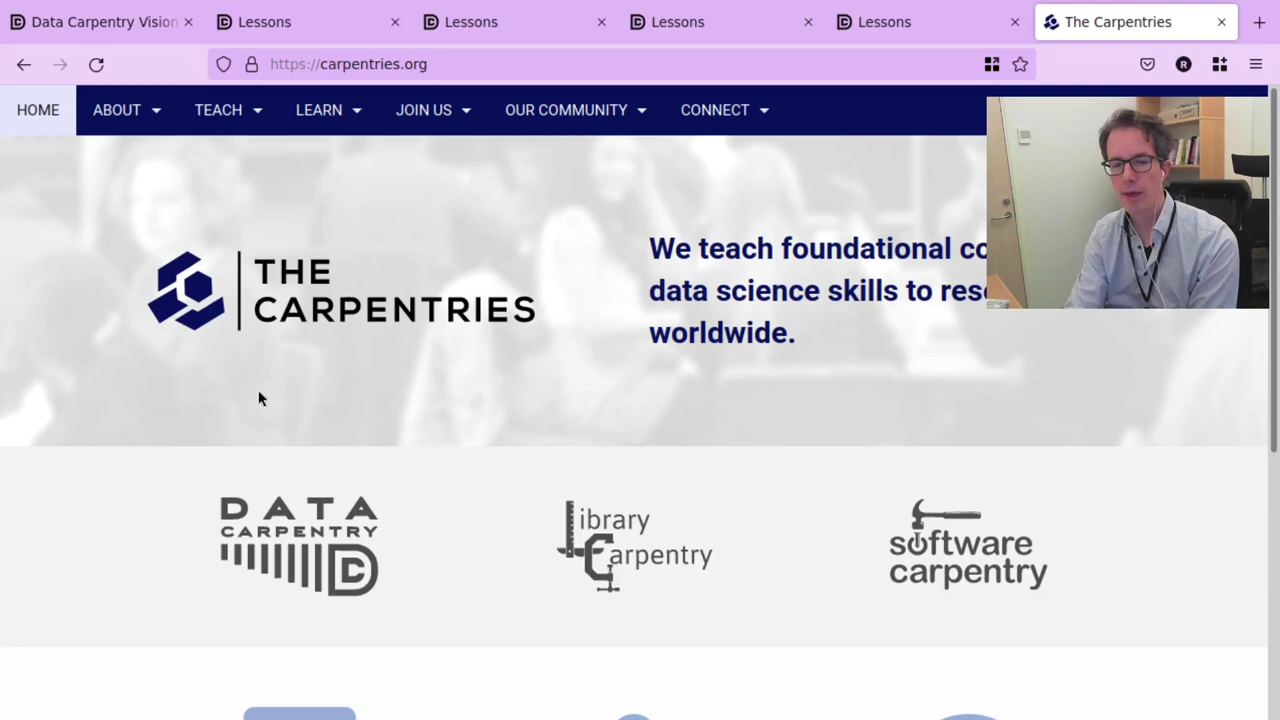 Data Carpentry Vision
Lessons
Lessons
Lessons
Lessons
The Carpentries
https://carpentries.org
HOME
ABOUT
TEACH
LEARN
JOIN US
OUR COMMUNITY
CONNECT
THE
CARPENTRIES
We teach foundational co
data science skills to rese
worldwide.
DATA
CARPENTRY
DC
library
Carpentry
software
carpentry